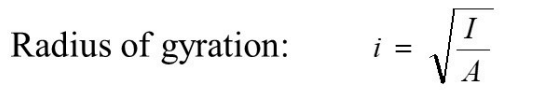 Radius of gyration: i = √(I/A)